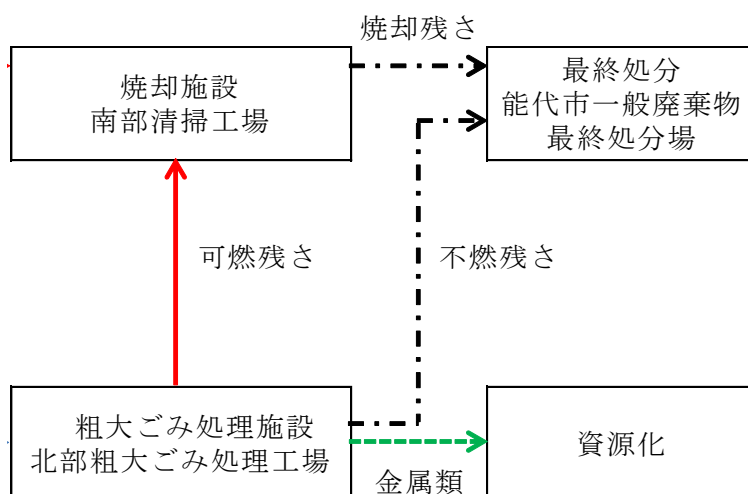 焼却残さ
焼却施設
南部清掃工場
最終処分
能代市一般廃棄物
最終処分場
可燃残さ
不燃残さ
粗大ごみ処理施設
北部粗大ごみ処理工場
資源化
金属類